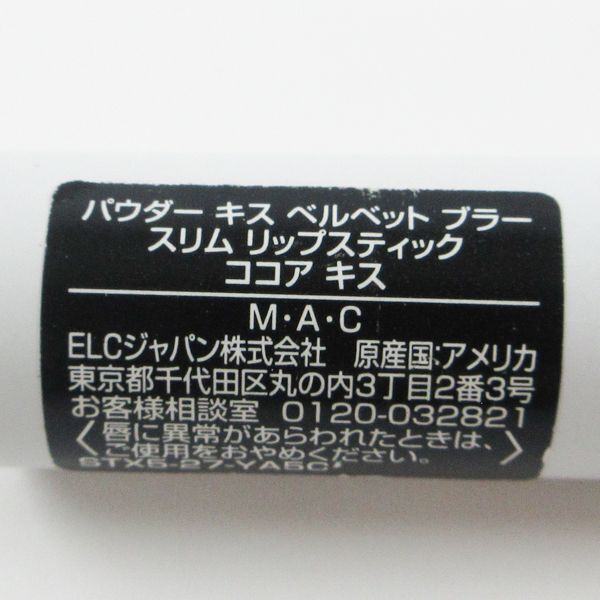 パウダー キス ベルベット ブラー
スリム リップスティック
ココア キス
M・A・C
ELCジャパン株式会社 原産国:アメリカ
東京都千代田区丸の内3丁目2番3号
お客様相談室 0120-032821
〈唇に異常があらわれたときは、
ご使用をおやめください。〉